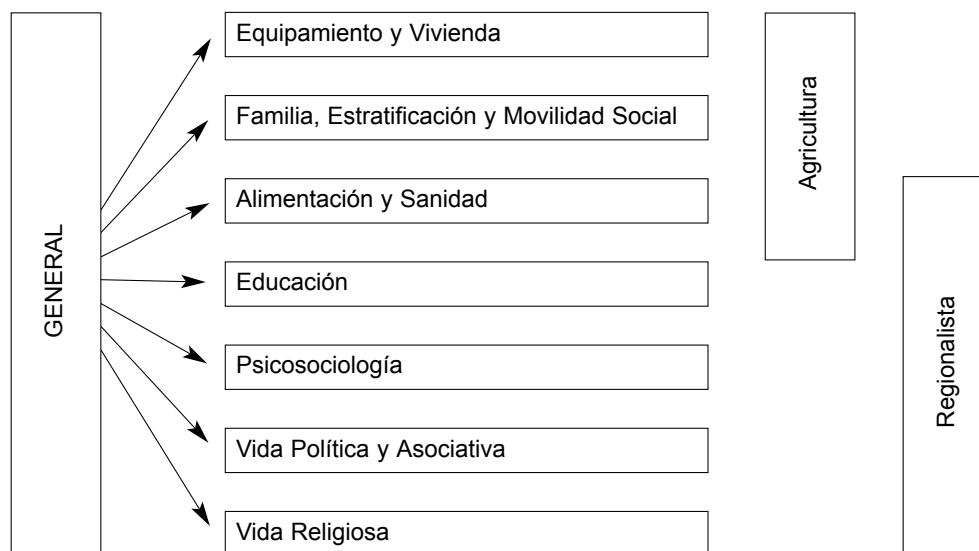 GENERAL
Equipamiento y Vivienda
Familia, Estratificación y Movilidad Social
Alimentación y Sanidad
Educación
Psicosociología
Vida Política y Asociativa
Vida Religiosa
Agricultura
Regionalista